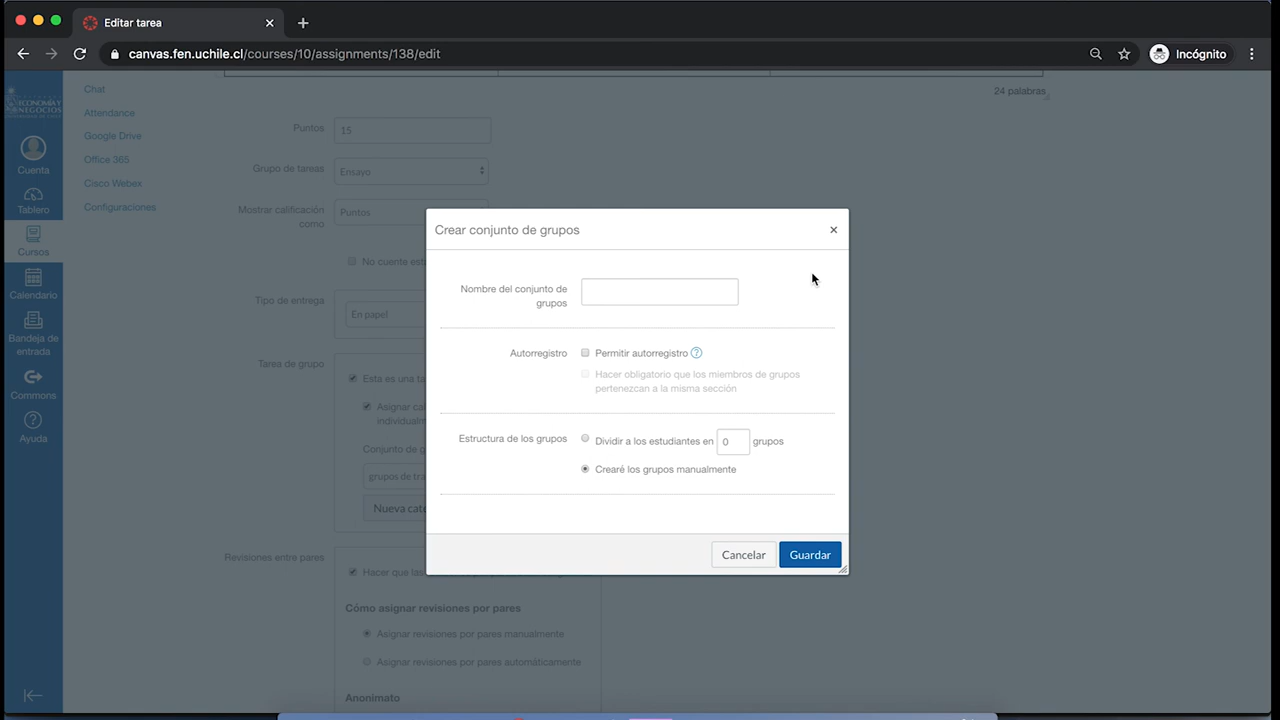 Editar tarea
canvas.fen.uchile.cl/courses/10/assignments/138/edit
Incógnito
ECONOMÍA Y
NEGOCIOS
UNIVERSIDAD DE CHILE
Cuenta
Tablero
Cursos
Calendario
Bandeja de
entrada
Commons
Ayuda
Chat
Attendance
Google Drive
Office 365
Cisco Webex
Configuraciones
24 palabras
Puntos
15
Grupo de tareas
Ensayo
Mostrar calificación
como
Puntos
No cuente est
Tipo de entrega
En papel
Tarea de grupo
Esta es una ta
Asignar cal
individualm
Conjunto de g
grupos de tra
Nueva cate
Revisiones entre pares
Hacer que las
Cómo asignar revisiones por pares
Asignar revisiones por pares manualmente
Asignar revisiones por pares automáticamente
Anonimato
Crear conjunto de grupos
×
Nombre del conjunto de
grupos
Autorregistro
Permitir autorregistro ?
Hacer obligatorio que los miembros de grupos
pertenezcan a la misma sección
Estructura de los grupos
Dividir a los estudiantes en 0 grupos
Crearé los grupos manualmente
Cancelar
Guardar